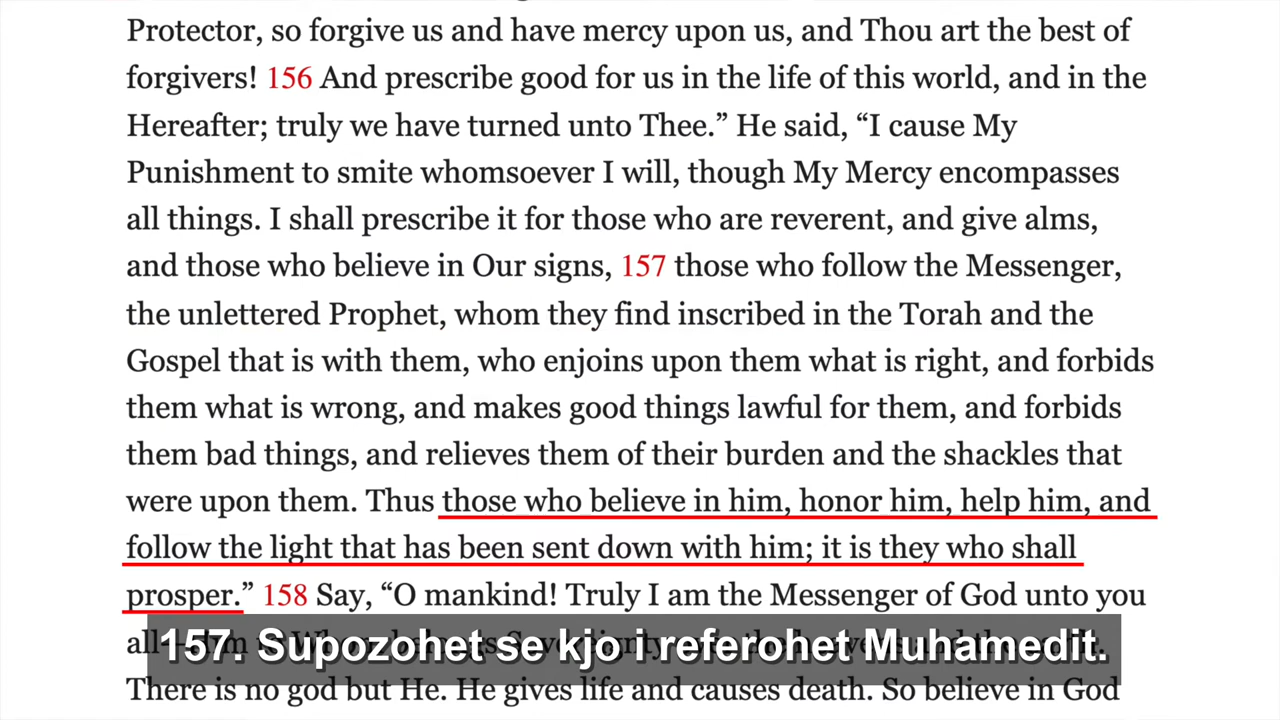 Protector, so forgive us and have mercy upon us, and Thou art the best of
forgivers! 156 And prescribe good for us in the life of this world, and in the
Hereafter; truly we have turned unto Thee.” He said, “I cause My
Punishment to smite whomsoever I will, though My Mercy encompasses
all things. I shall prescribe it for those who are reverent, and give alms,
and those who believe in Our signs, 157 those who follow the Messenger,
the unlettered Prophet, whom they find inscribed in the Torah and the
Gospel that is with them, who enjoins upon them what is right, and forbids
them what is wrong, and makes good things lawful for them, and forbids
them bad things, and relieves them of their burden and the shackles that
were upon them. Thus those who believe in him, honor him, help him, and
follow the light that has been sent down with him; it is they who shall
prosper.” 158 Say, “O mankind! Truly I am the Messenger of God unto you
157. Supozohet se kjo i referohet Muhamedit.
There is no god but He. He gives life and causes death. So believe in God